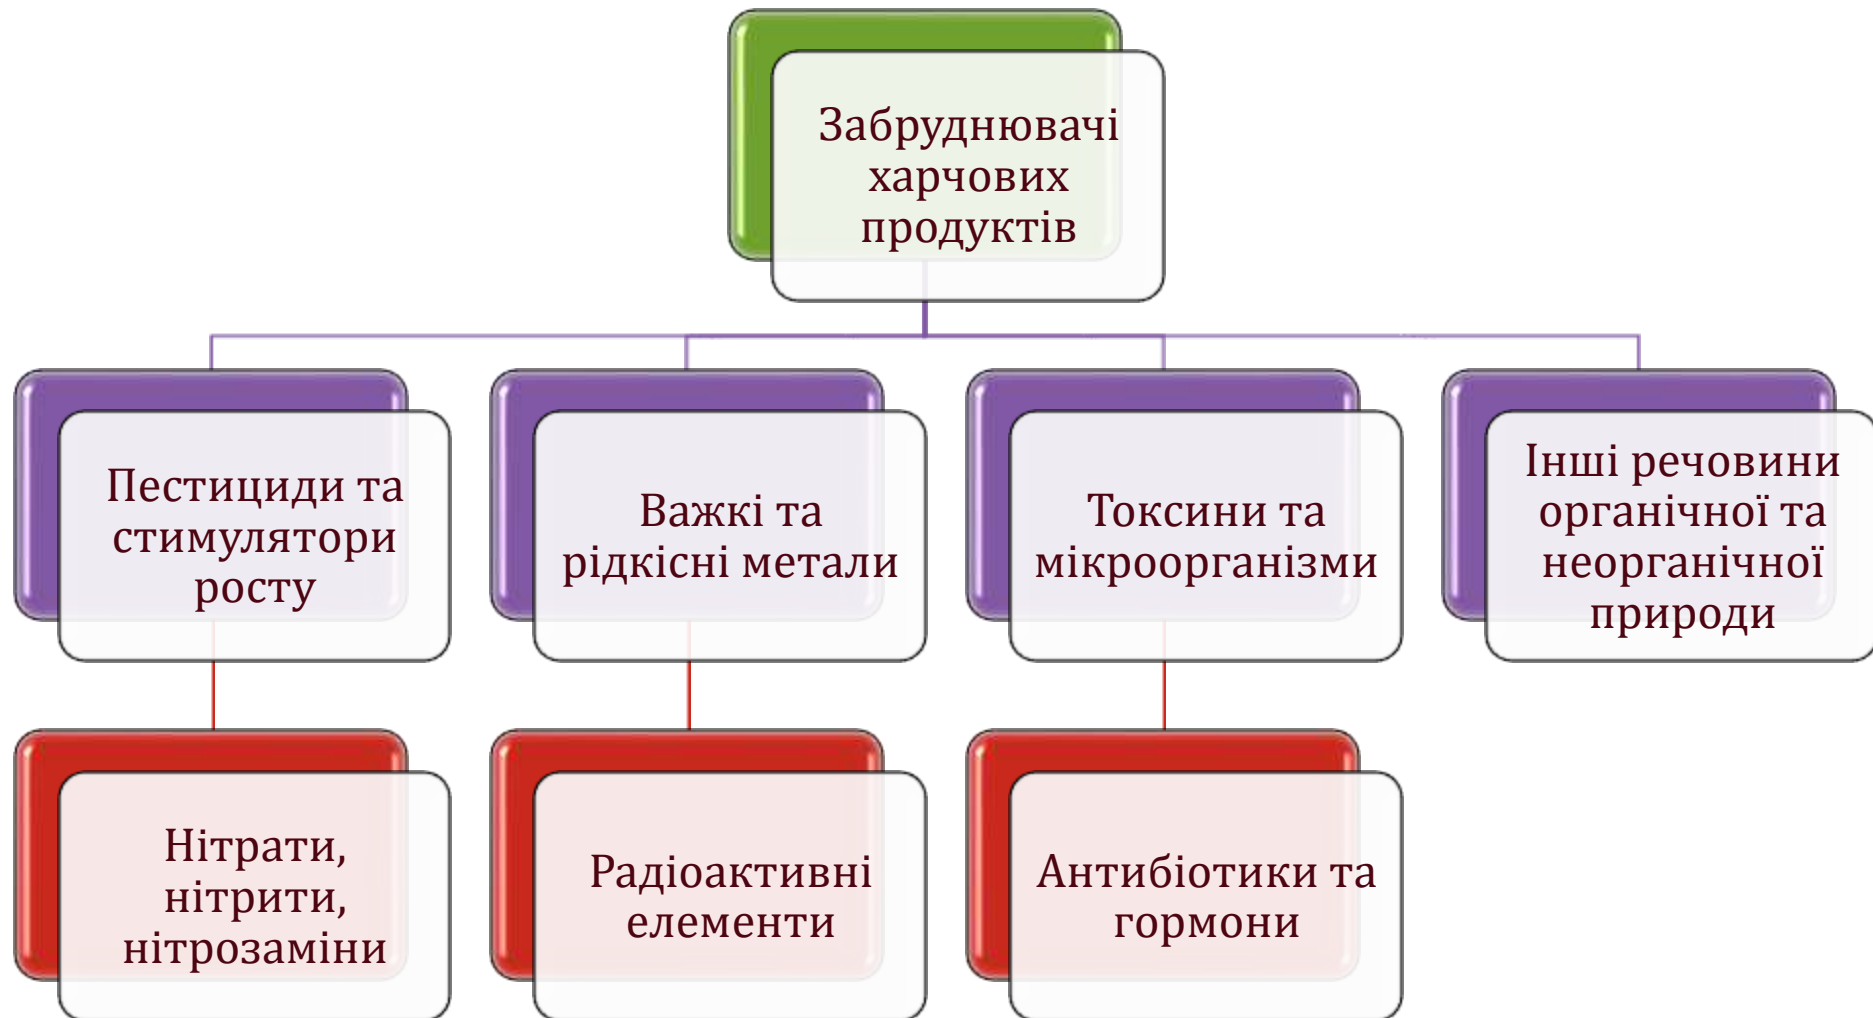 Забруднювачі
харчових
продуктів
Пестициди та
стимулятори
росту
Важкі та
рідкісні метали
Токсини та
мікроорганізми
Інші речовини
органічної та
неорганічної
природи
Нітрати,
нітрити,
нітрозаміни
Радіоактивні
елементи
Антибіотики та
гормони